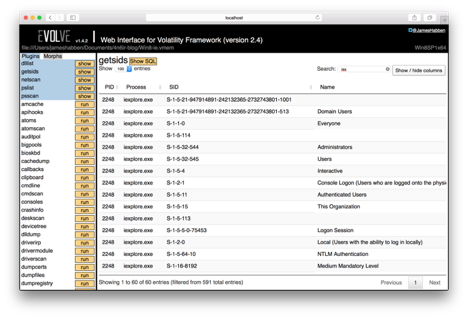 localhost
EVOLVE v1.4.2 Web Interface for Volatility Framework (version 2.4)
@JamesHabben
file:///Users/jameshabben/Documents/4n6ir-blog/Win8-ie.vmem Win8SP1x64
Plugins Morphs
dlllist show
getsids show
netscan show
pslist show
psscan show
amcache run
apihooks run
atoms run
atomscan run
auditpol run
bigpools run
bioskbd run
cachedump run
callbacks run
clipboard run
cmdline run
cmdscan run
consoles run
crashinfo run
deskscan run
devicetree run
dlldump run
driverirp run
drivermodule run
driverscan run
dumpcerts run
dumpfiles run
dumpregistry run
getsids Show SQL
Show 100 entries Search: iex Show / hide columns
PID Process SID Name
2248 iexplore.exe S-1-5-21-947914891-242132365-2732743801-1001
2248 iexplore.exe S-1-5-21-947914891-242132365-2732743801-513 Domain Users
2248 iexplore.exe S-1-1-0 Everyone
2248 iexplore.exe S-1-5-114
2248 iexplore.exe S-1-5-32-544 Administrators
2248 iexplore.exe S-1-5-32-545 Users
2248 iexplore.exe S-1-5-4 Interactive
2248 iexplore.exe S-1-2-1 Console Logon (Users who are logged onto the physi
2248 iexplore.exe S-1-5-11 Authenticated Users
2248 iexplore.exe S-1-5-15 This Organization
2248 iexplore.exe S-1-5-113
2248 iexplore.exe S-1-5-5-0-75453 Logon Session
2248 iexplore.exe S-1-2-0 Local (Users with the ability to log in locally)
2248 iexplore.exe S-1-5-64-10 NTLM Authentication
2248 iexplore.exe S-1-16-8192 Medium Mandatory Level
Showing 1 to 60 of 60 entries (filtered from 591 total entries) Previous 1 Next